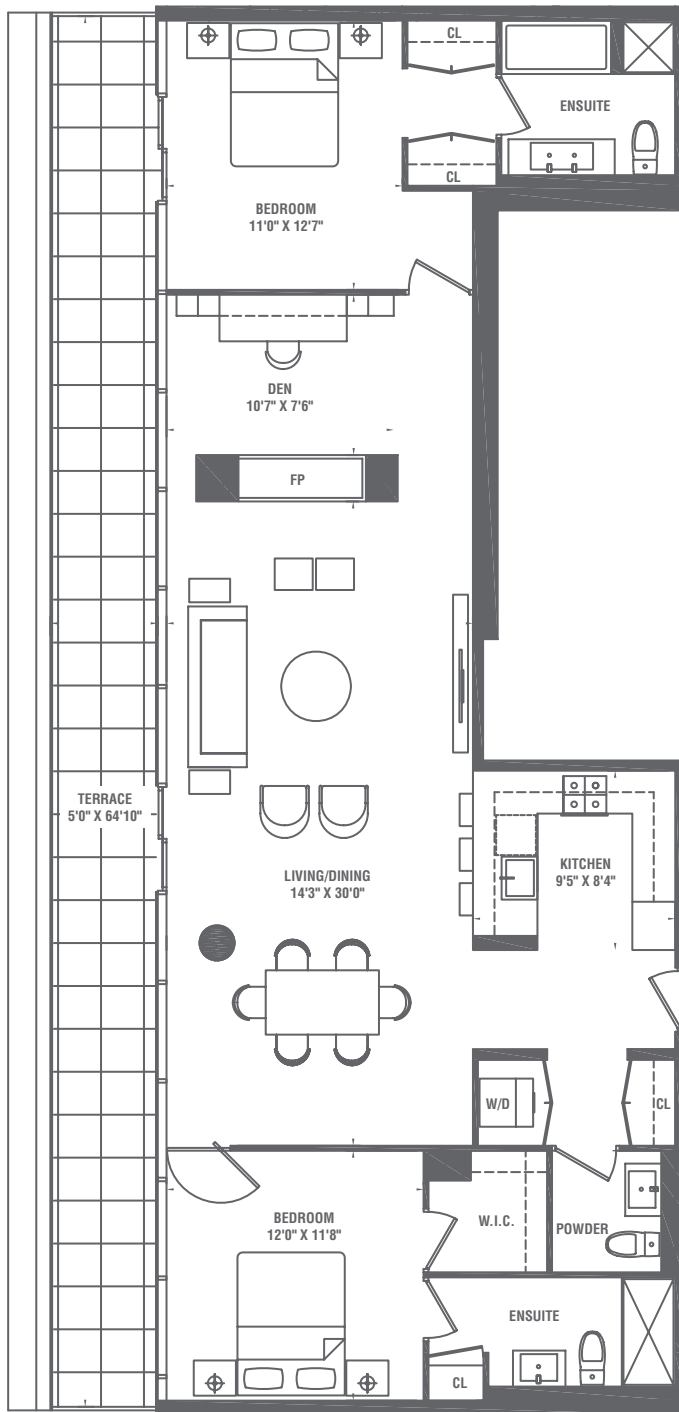 CL
ENSUITE
CL
BEDROOM
11'0" X 12'7"
DEN
10'7" X 7'6"
FP
TERRACE
5'0" X 64'10"
KITCHEN
9'5" X 8'4"
LIVING/DINING
14'3" X 30'0"
W/D
CL
BEDROOM
12'0" X 11'8"
W.I.C.
POWDER
ENSUITE
CL